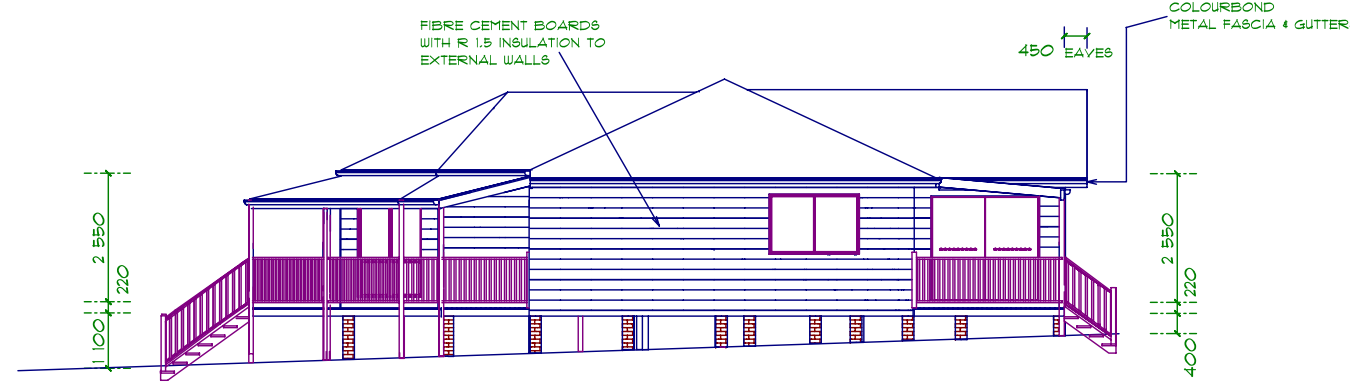 COLOURBOND
METAL FASCIA & GUTTER
FIBRE CEMENT BOARDS
WITH R 1.5 INSULATION TO
EXTERNAL WALLS
450 EAVES
2 550
220
1 100
2 550
220
400